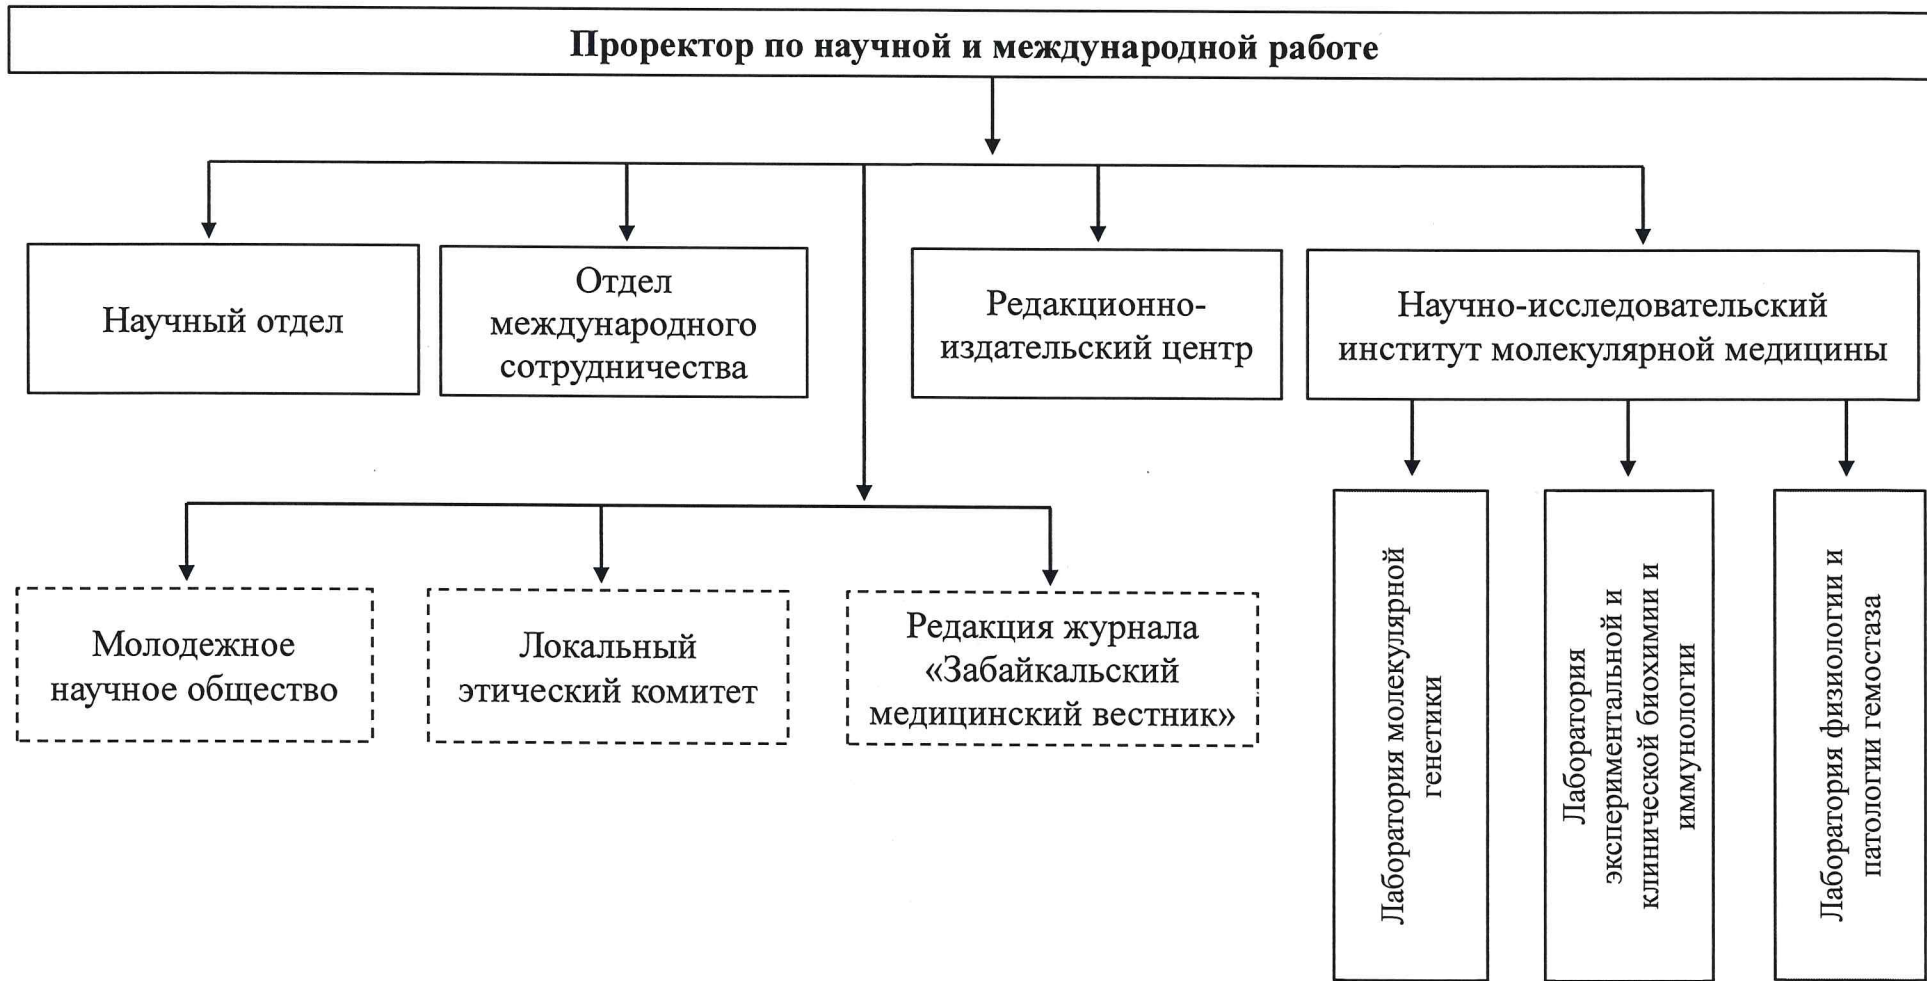 Проректор по научной и международной работе
Научный отдел
Отдел
международного
сотрудничества
Редакционно-
издательский центр
Научно-исследовательский
институт молекулярной медицины
Молодежное
научное общество
Локальный
этический комитет
Редакция журнала
«Забайкальский
медицинский вестник»
Лаборатория молекулярной
генетики
Лаборатория
экспериментальной и
клинической биохимии и
иммунологии
Лаборатория физиологии и
патологии гемостаза